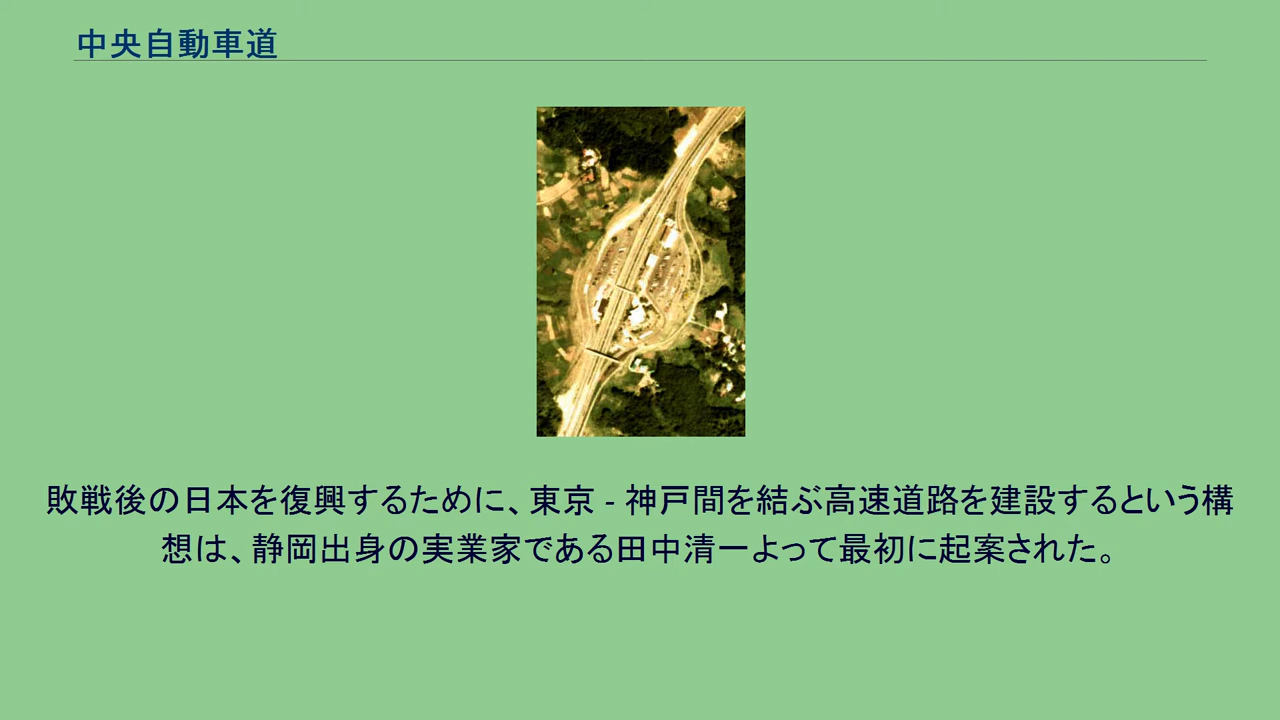 中央自動車道
敗戦後の日本を復興するために、東京 - 神戸間を結ぶ高速道路を建設するという構
想は、静岡出身の実業家である田中清一よって最初に起案された。